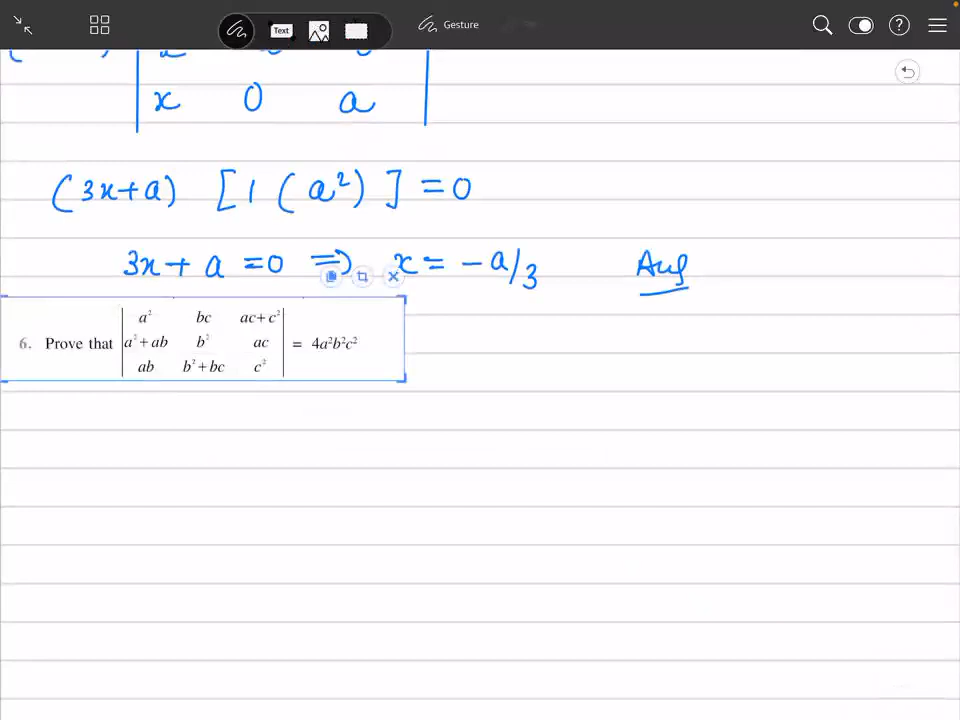 Text
Gesture
x 0 a
(3x+a) [1 (a²)] =0
3x+a =0 ⇒ x= -a/3 Ans
a² bc ac+c²
6. Prove that a²+ab b² ac = 4a²b²c²
ab b²+bc c²